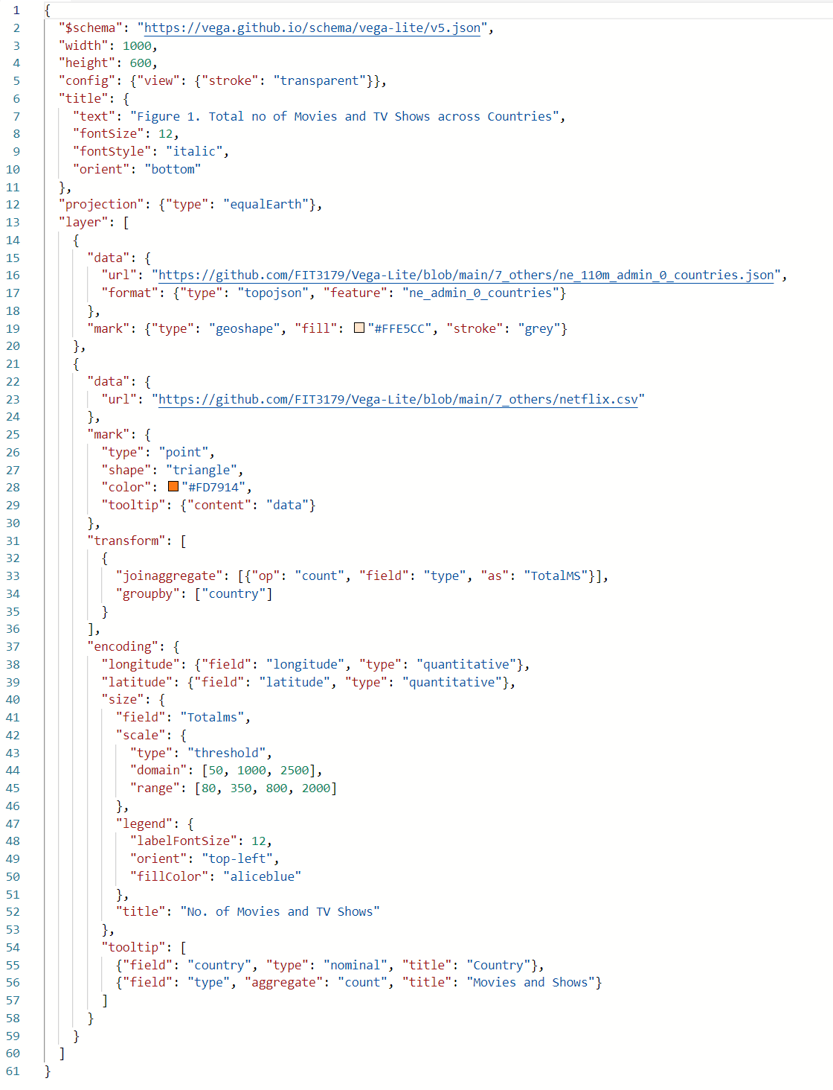 1 {
2 "$schema": "https://vega.github.io/schema/vega-lite/v5.json",
3 "width": 1000,
4 "height": 600,
5 "config": {"view": {"stroke": "transparent"}},
6 "title": {
7 "text": "Figure 1. Total no of Movies and TV Shows across Countries",
8 "fontSize": 12,
9 "fontStyle": "italic",
10 "orient": "bottom"
11 },
12 "projection": {"type": "equalEarth"},
13 "layer": [
14 {
15 "data": {
16 "url": "https://github.com/FIT3179/Vega-Lite/blob/main/7_others/ne_110m_admin_0_countries.json",
17 "format": {"type": "topojson", "feature": "ne_admin_0_countries"}
18 },
19 "mark": {"type": "geoshape", "fill": "#FFE5CC", "stroke": "grey"}
20 },
21 {
22 "data": {
23 "url": "https://github.com/FIT3179/Vega-Lite/blob/main/7_others/netflix.csv"
24 },
25 "mark": {
26 "type": "point",
27 "shape": "triangle",
28 "color": "#FD7914",
29 "tooltip": {"content": "data"}
30 },
31 "transform": [
32 {
33 "joinaggregate": [{"op": "count", "field": "type", "as": "TotalMS"}],
34 "groupby": ["country"]
35 }
36 ],
37 "encoding": {
38 "longitude": {"field": "longitude", "type": "quantitative"},
39 "latitude": {"field": "latitude", "type": "quantitative"},
40 "size": {
41 "field": "Totalms",
42 "scale": {
43 "type": "threshold",
44 "domain": [50, 1000, 2500],
45 "range": [80, 350, 800, 2000]
46 },
47 "legend": {
48 "labelFontSize": 12,
49 "orient": "top-left",
50 "fillColor": "aliceblue"
51 },
52 "title": "No. of Movies and TV Shows"
53 },
54 "tooltip": [
55 {"field": "country", "type": "nominal", "title": "Country"},
56 {"field": "type", "aggregate": "count", "title": "Movies and Shows"}
57 ]
58 }
59 }
60 ]
61 }